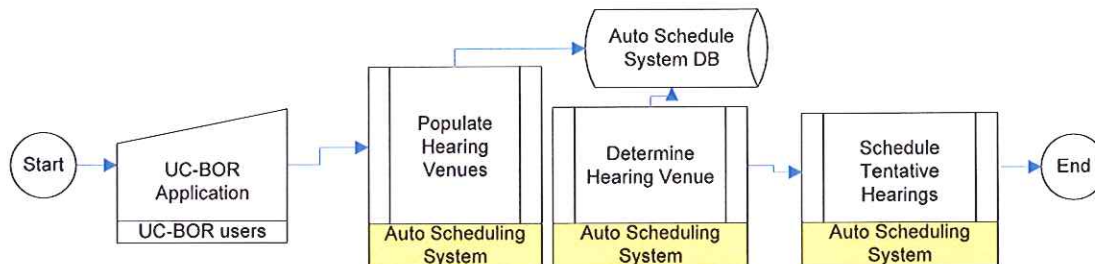 Start
UC-BOR
Application
UC-BOR users
Populate
Hearing
Venues
Auto Scheduling
System
Auto Schedule
System DB
Determine
Hearing Venue
Auto Scheduling
System
Schedule
Tentative
Hearings
Auto Scheduling
System
End